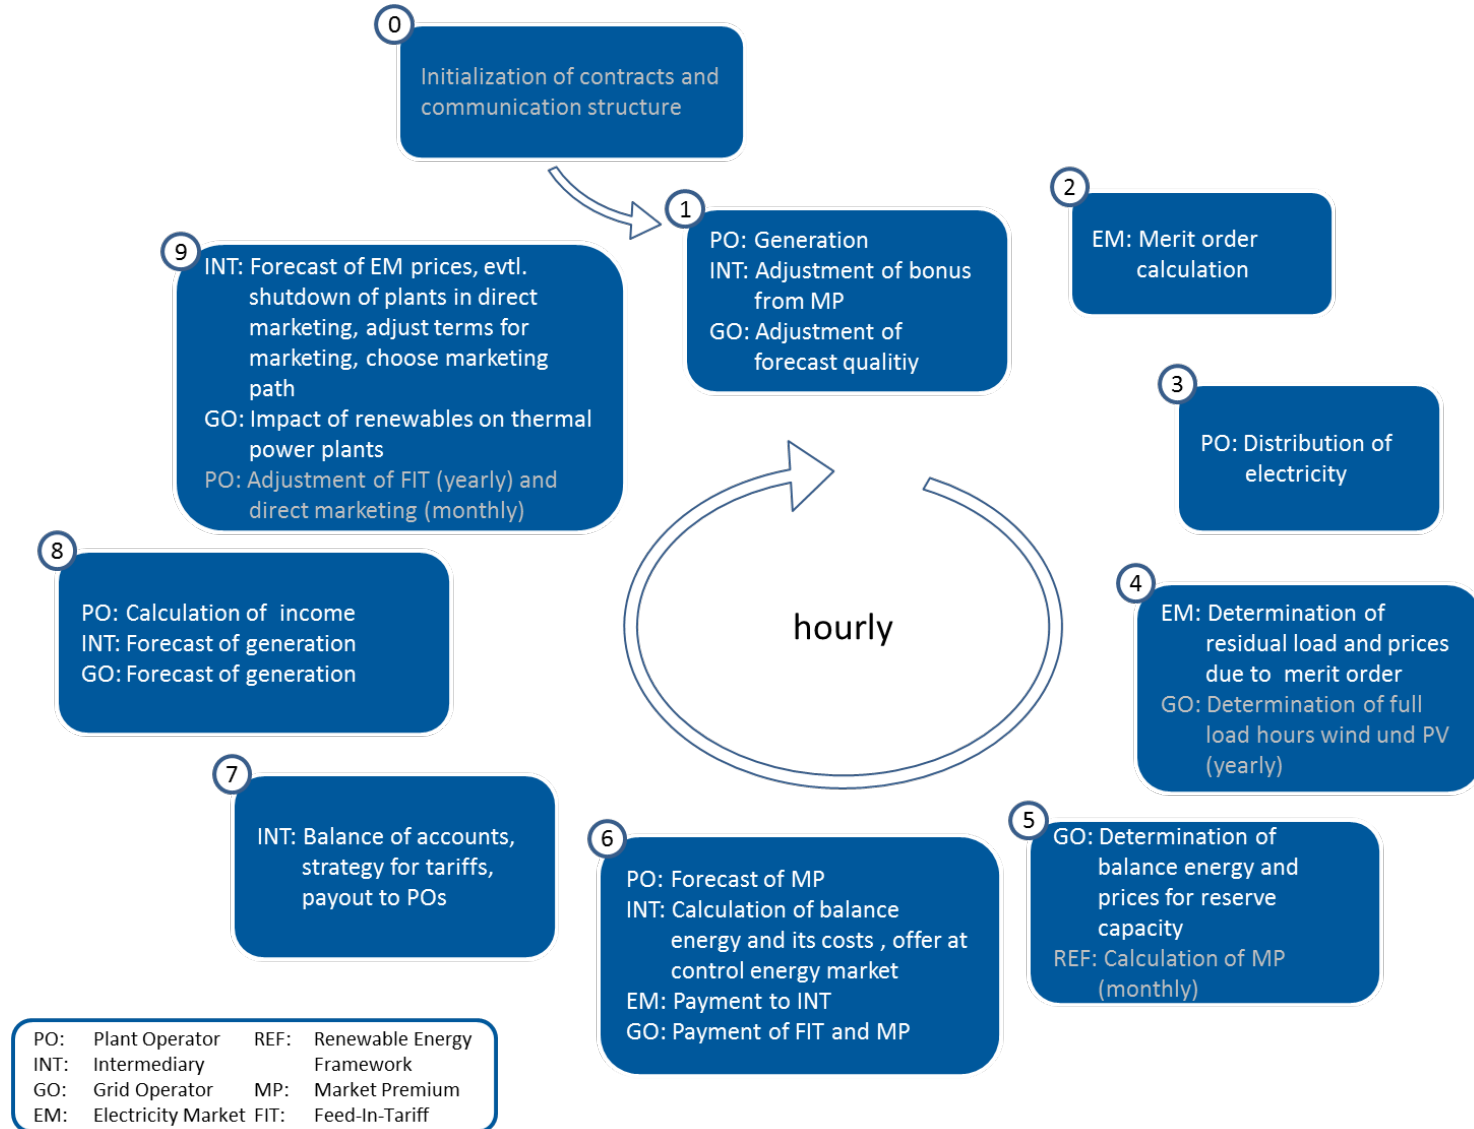 0
Initialization of contracts and
communication structure
1
PO: Generation
INT: Adjustment of bonus
from MP
GO: Adjustment of
forecast qualitiy
2
EM: Merit order
calculation
3
PO: Distribution of
electricity
4
EM: Determination of
residual load and prices
due to merit order
GO: Determination of full
load hours wind und PV
(yearly)
5
GO: Determination of
balance energy and
prices for reserve
capacity
REF: Calculation of MP
(monthly)
6
PO: Forecast of MP
INT: Calculation of balance
energy and its costs , offer at
control energy market
EM: Payment to INT
GO: Payment of FIT and MP
7
INT: Balance of accounts,
strategy for tariffs,
payout to POs
8
PO: Calculation of income
INT: Forecast of generation
GO: Forecast of generation
9
INT: Forecast of EM prices, evtl.
shutdown of plants in direct
marketing, adjust terms for
marketing, choose marketing
path
GO: Impact of renewables on thermal
power plants
PO: Adjustment of FIT (yearly) and
direct marketing (monthly)
hourly
PO: Plant Operator REF: Renewable Energy
INT: Intermediary Framework
GO: Grid Operator MP: Market Premium
EM: Electricity Market FIT: Feed-In-Tariff